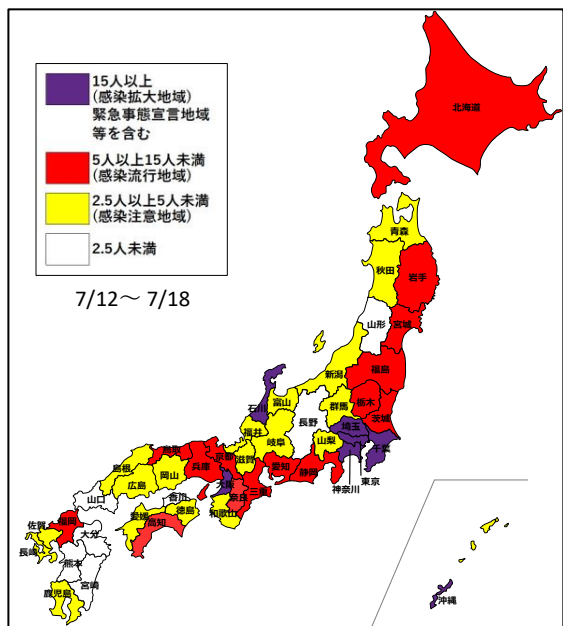 15人以上
(感染拡大地域)
緊急事態宣言地域
等を含む
5人以上15人未満
(感染流行地域)
2.5人以上5人未満
(感染注意地域)
2.5人未満
7/12～ 7/18
北海道
青森
秋田
岩手
山形
宮城
新潟
福島
石川
富山
群馬
栃木
長野
茨城
埼玉
福井
岐阜
山梨
千葉
鳥取
京都
滋賀
愛知
静岡
東京
神奈川
島根
岡山
兵庫
広島
大阪
奈良
三重
山口
香川
徳島
和歌山
愛媛
高知
佐賀
福岡
大分
長崎
熊本
宮崎
鹿児島
沖縄